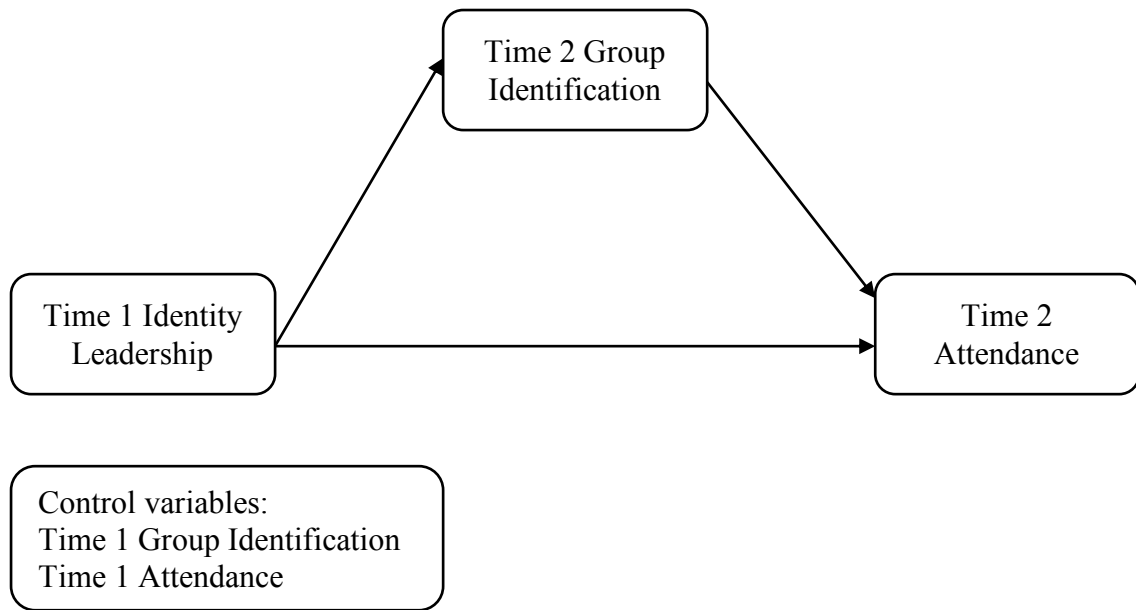 Time 2 Group
Identification
Time 1 Identity
Leadership
Time 2
Attendance
Control variables:
Time 1 Group Identification
Time 1 Attendance